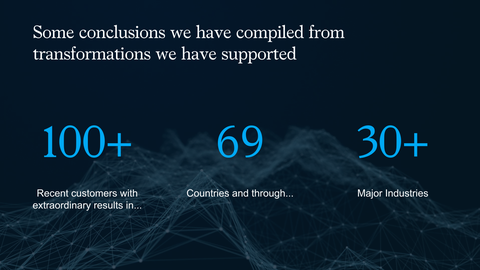 Some conclusions we have compiled from
transformations we have supported
100+
69
30+
Recent customers with
extraordinary results in...
Countries and through...
Major Industries